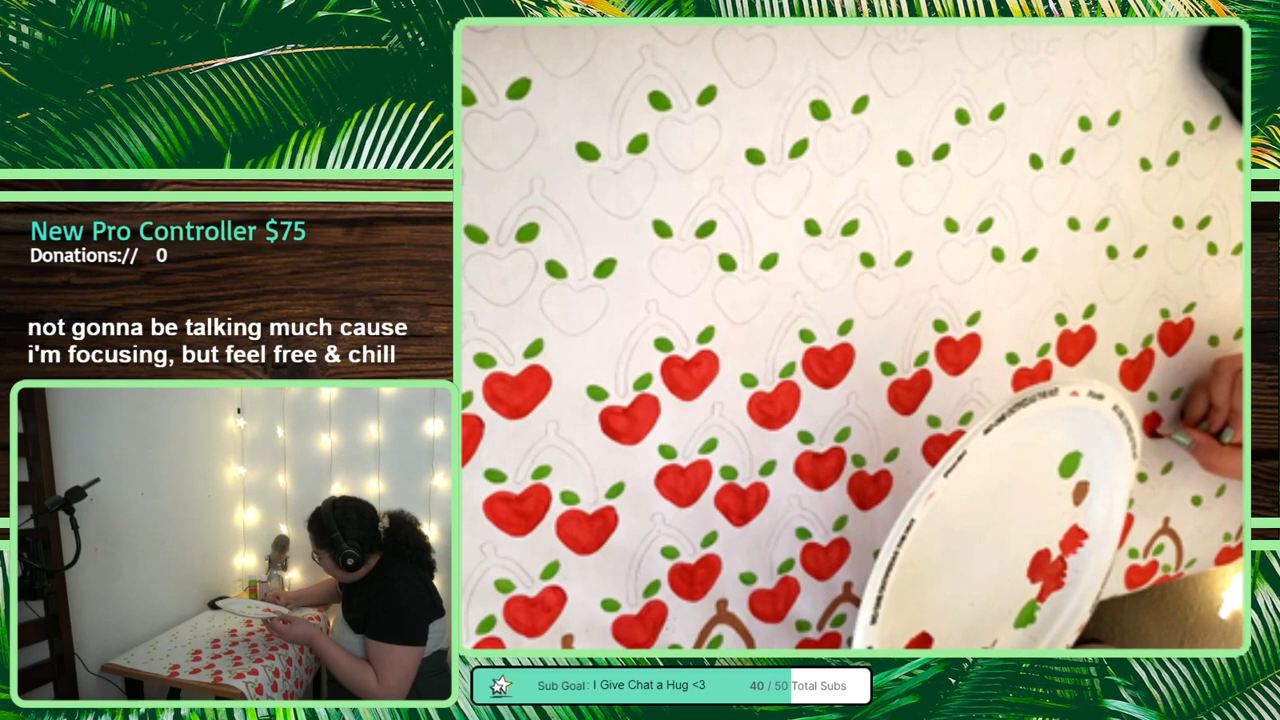 New Pro Controller $75
Donations:// 0
not gonna be talking much cause
i'm focusing, but feel free & chill
Sub Goal: I Give Chat a Hug <3 40 / 50 Total Subs